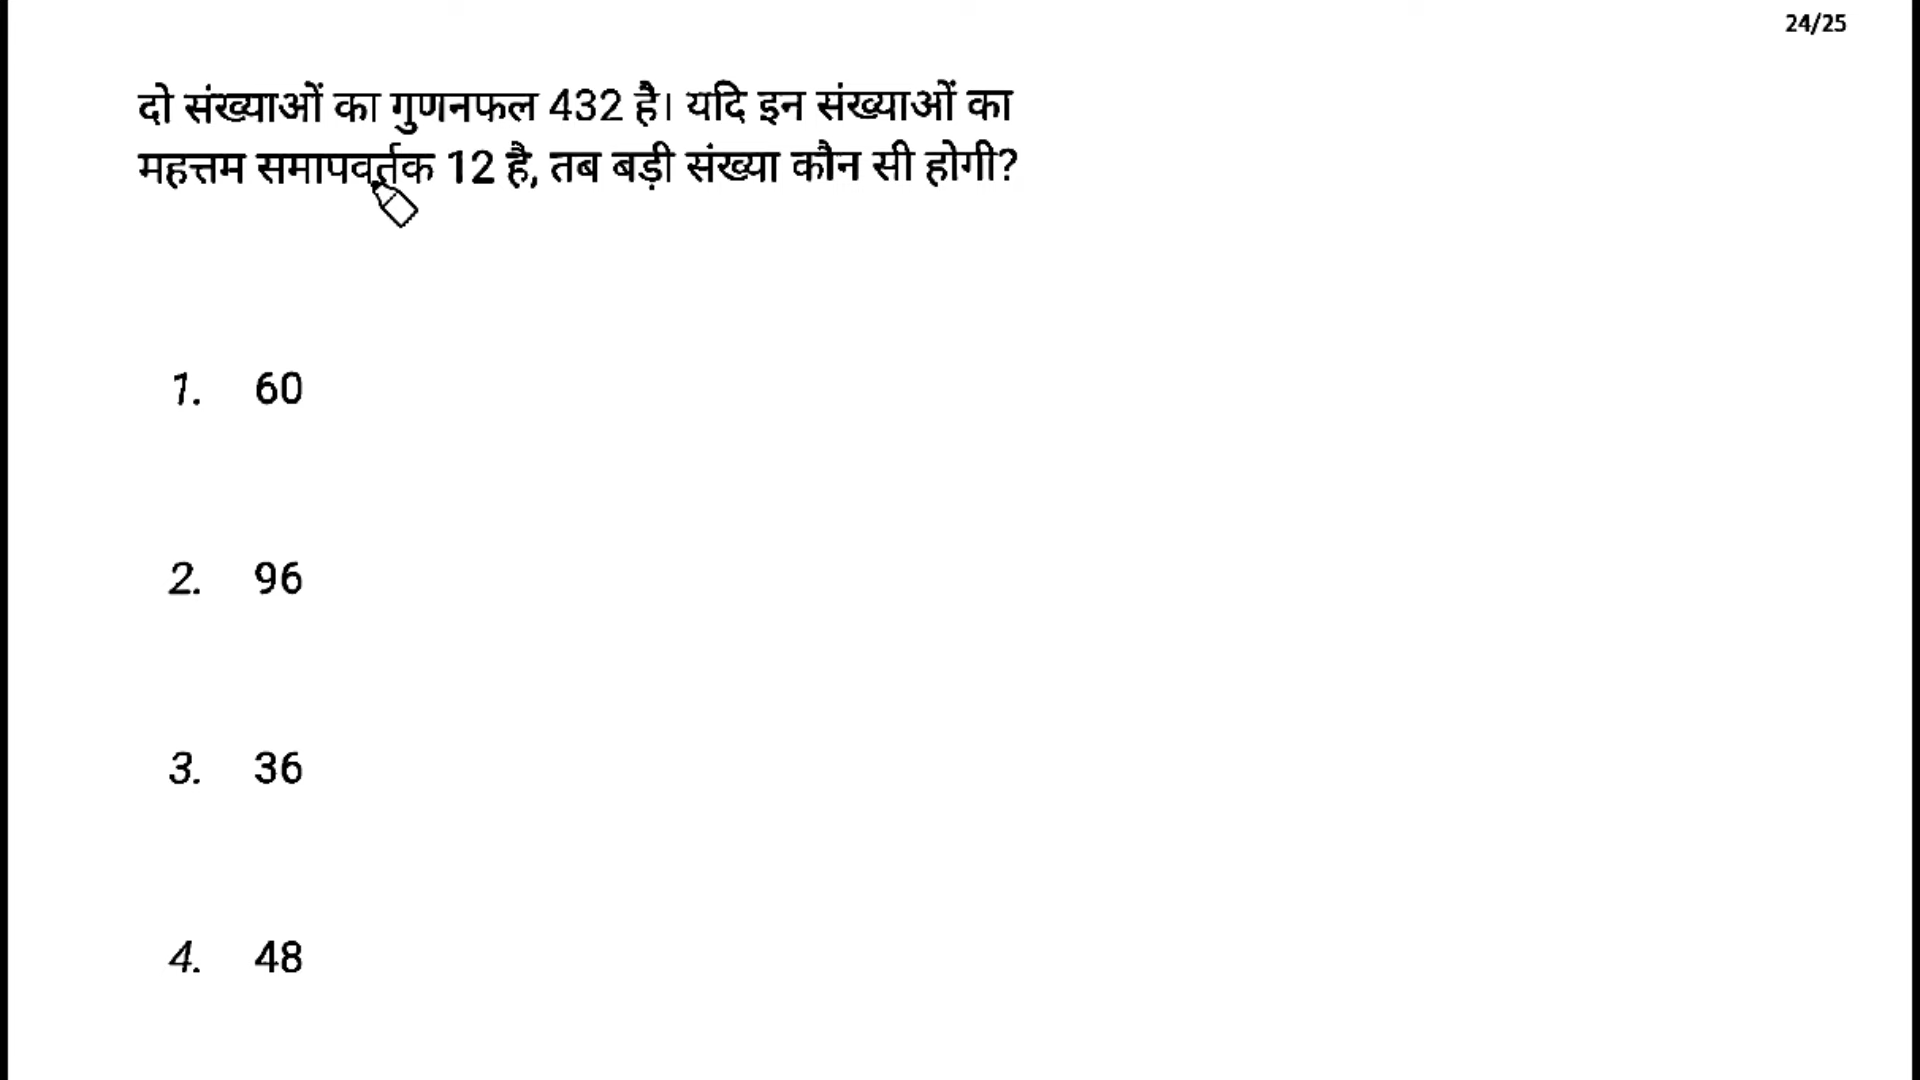 24/25
दो संख्याओं का गुणनफल 432 है। यदि इन संख्याओं का
महत्तम समापवर्तक 12 है, तब बड़ी संख्या कौन सी होगी?
1. 60
2. 96
3. 36
4. 48